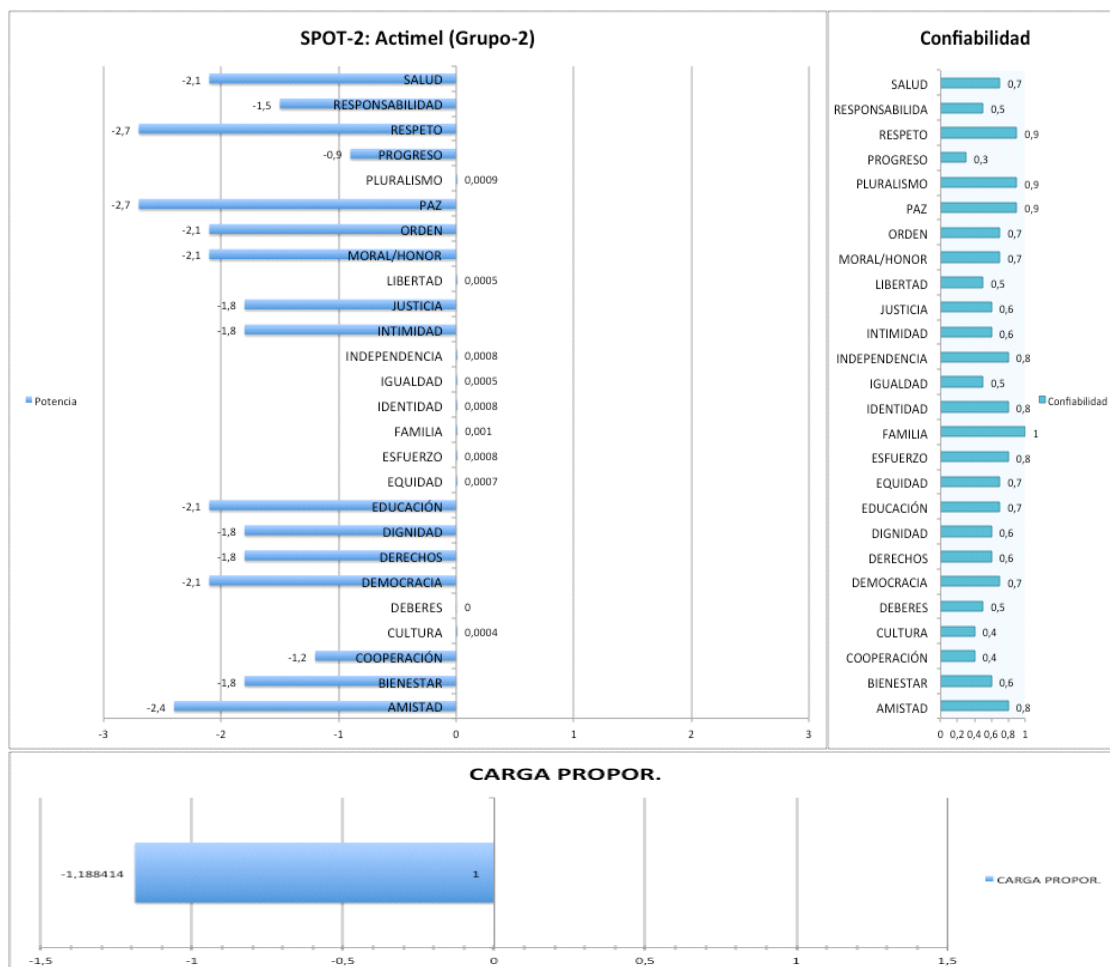 SPOT-2: Actimel (Grupo-2)
-2,1 SALUD
-1,5 RESPONSABILIDAD
-2,7 RESPETO
-0,9 PROGRESO
PLURALISMO 0,0009
-2,7 PAZ
-2,1 ORDEN
-2,1 MORAL/HONOR
LIBERTAD 0,0005
-1,8 JUSTICIA
-1,8 INTIMIDAD
INDEPENDENCIA 0,0008
IGUALDAD 0,0005
Potencia
IDENTIDAD 0,0008
FAMILIA 0,001
ESFUERZO 0,0008
EQUIDAD 0,0007
-2,1 EDUCACIÓN
-1,8 DIGNIDAD
-1,8 DERECHOS
-2,1 DEMOCRACIA
DEBERES 0
CULTURA 0,0004
-1,2 COOPERACIÓN
-1,8 BIENESTAR
-2,4 AMISTAD
-3 -2 -1 0 1 2 3
Confiabilidad
SALUD 0,7
RESPONSABILIDA 0,5
RESPETO 0,9
PROGRESO 0,3
PLURALISMO 0,9
PAZ 0,9
ORDEN 0,7
MORAL/HONOR 0,7
LIBERTAD 0,5
JUSTICIA 0,6
INTIMIDAD 0,6
INDEPENDENCIA 0,8
IGUALDAD 0,5
Confiabilidad
IDENTIDAD 0,8
FAMILIA 1
ESFUERZO 0,8
EQUIDAD 0,7
EDUCACIÓN 0,7
DIGNIDAD 0,6
DERECHOS 0,6
DEMOCRACIA 0,7
DEBERES 0,5
CULTURA 0,4
COOPERACIÓN 0,4
BIENESTAR 0,6
AMISTAD 0,8
0 0,2 0,4 0,6 0,8 1
CARGA PROPOR.
-1,188414 1
CARGA PROPOR.
-1,5 -1 -0,5 0 0,5 1 1,5